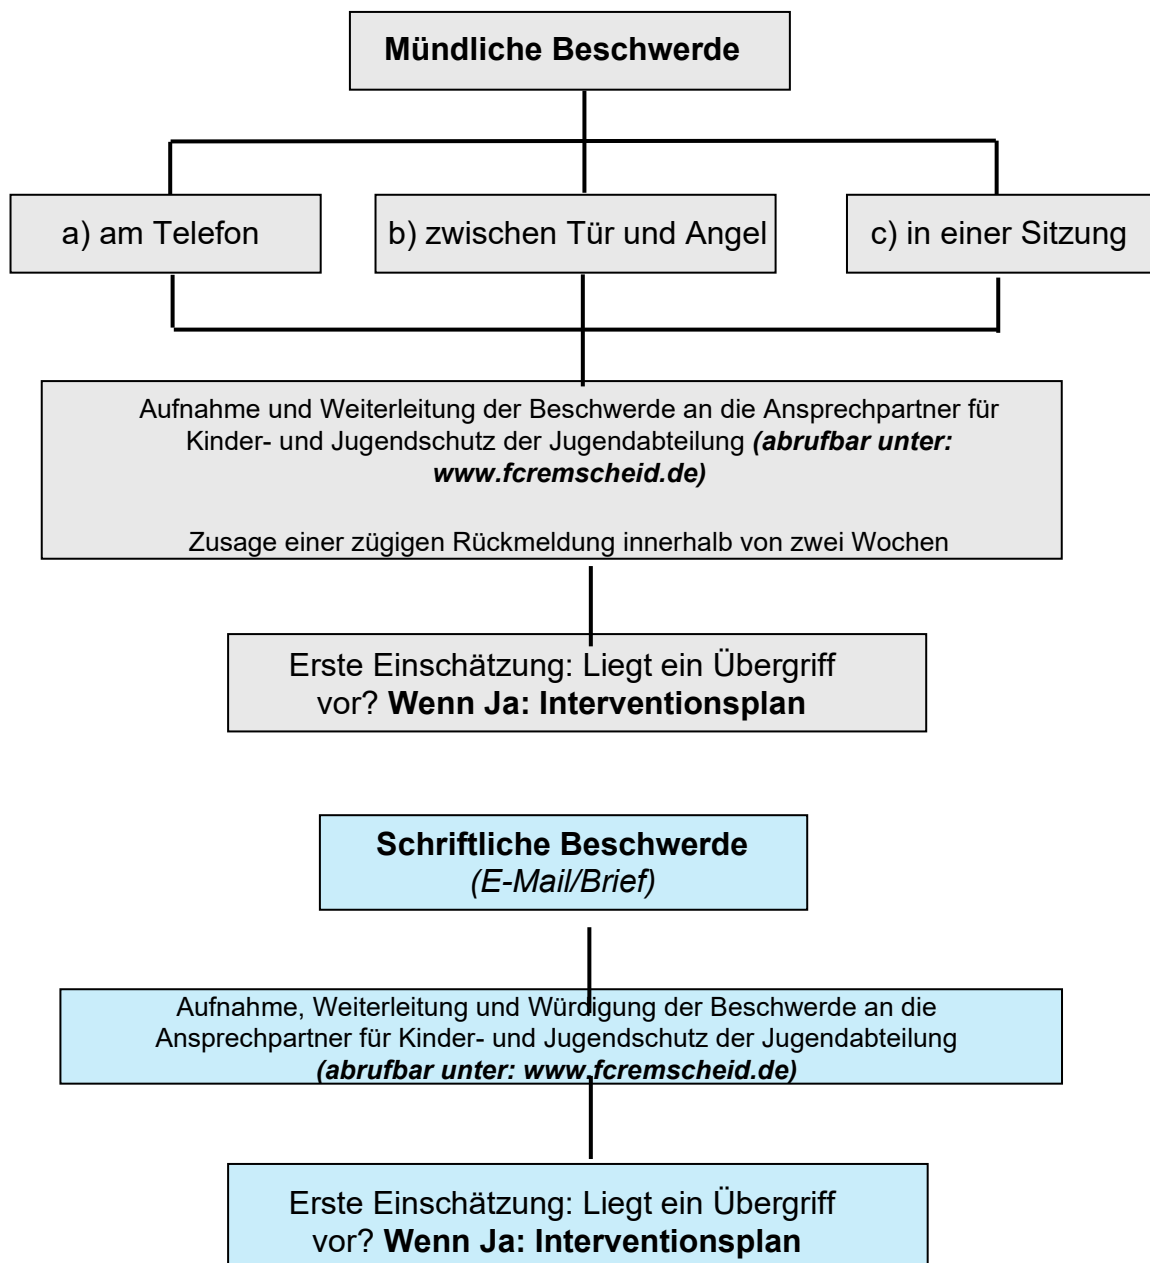 Mündliche Beschwerde
a) am Telefon
b) zwischen Tür und Angel
c) in einer Sitzung
Aufnahme und Weiterleitung der Beschwerde an die Ansprechpartner für
Kinder- und Jugendschutz der Jugendabteilung (abrufbar unter:
www.fcremscheid.de)
Zusage einer zügigen Rückmeldung innerhalb von zwei Wochen
Erste Einschätzung: Liegt ein Übergriff
vor? Wenn Ja: Interventionsplan
Schriftliche Beschwerde
(E-Mail/Brief)
Aufnahme, Weiterleitung und Würdigung der Beschwerde an die
Ansprechpartner für Kinder- und Jugendschutz der Jugendabteilung
(abrufbar unter: www.fcremscheid.de)
Erste Einschätzung: Liegt ein Übergriff
vor? Wenn Ja: Interventionsplan